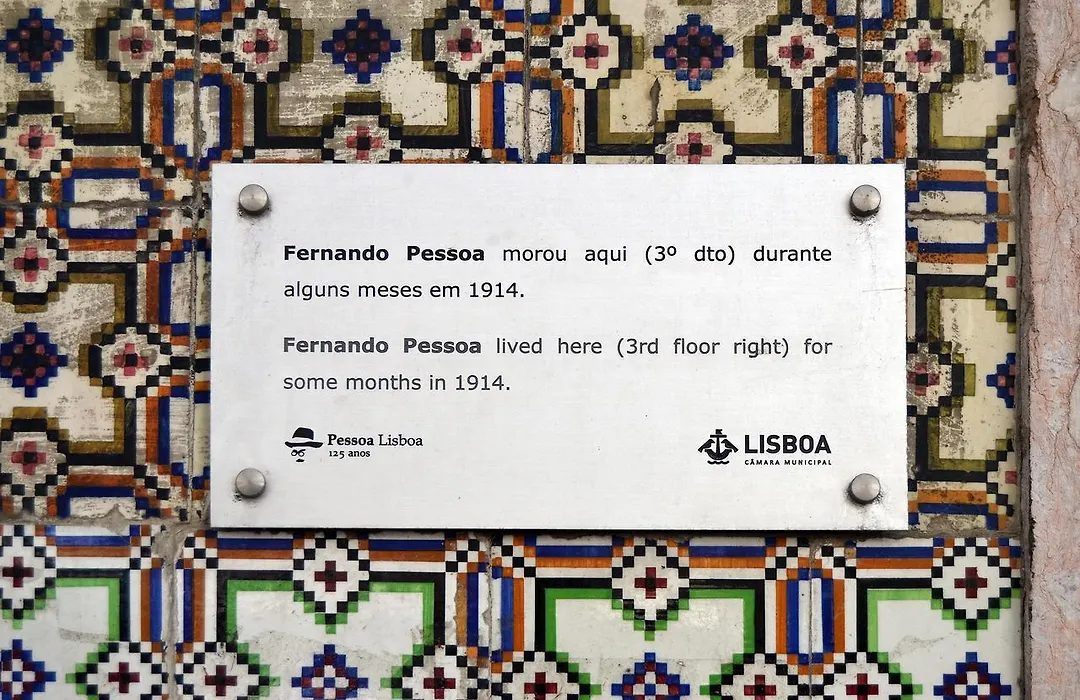 Fernando Pessoa morou aqui (3º dto) durante
alguns meses em 1914.
Fernando Pessoa lived here (3rd floor right) for
some months in 1914.
Pessoa Lisboa
125 anos
LISBOA
CÂMARA MUNICIPAL